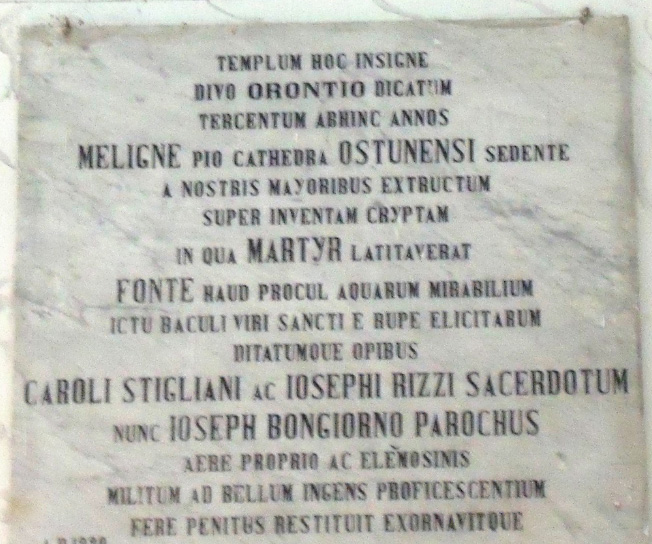 TEMPLUM HOC INSIGNE
DIVO ORONTIO DICATUM
TERCENTUM ABHINC ANNOS
MELIGNE PIO CATHEDRA OSTUNENSI SEDENTE
A NOSTRIS MAYORIBUS EXTRUCTUM
SUPER INVENTAM CRYPTAM
IN QUA MARTYR LATITAVERAT
FONTE HAUD PROCUL AQUARUM MIRABILIUM
ICTU BACULI VIRI SANCTI E RUPE ELICITARUM
DITATUMQUE OPIBUS
CAROLI STIGLIANI AC IOSEPHI RIZZI SACERDOTUM
NUNC IOSEPH BONGIORNO PAROCHUS
AERE PROPRIO AC ELEMOSINIS
MILITUM AD BELLUM INGENS PROFICESCENTIUM
FERE PENITUS RESTITUIT EXORNAVITQUE